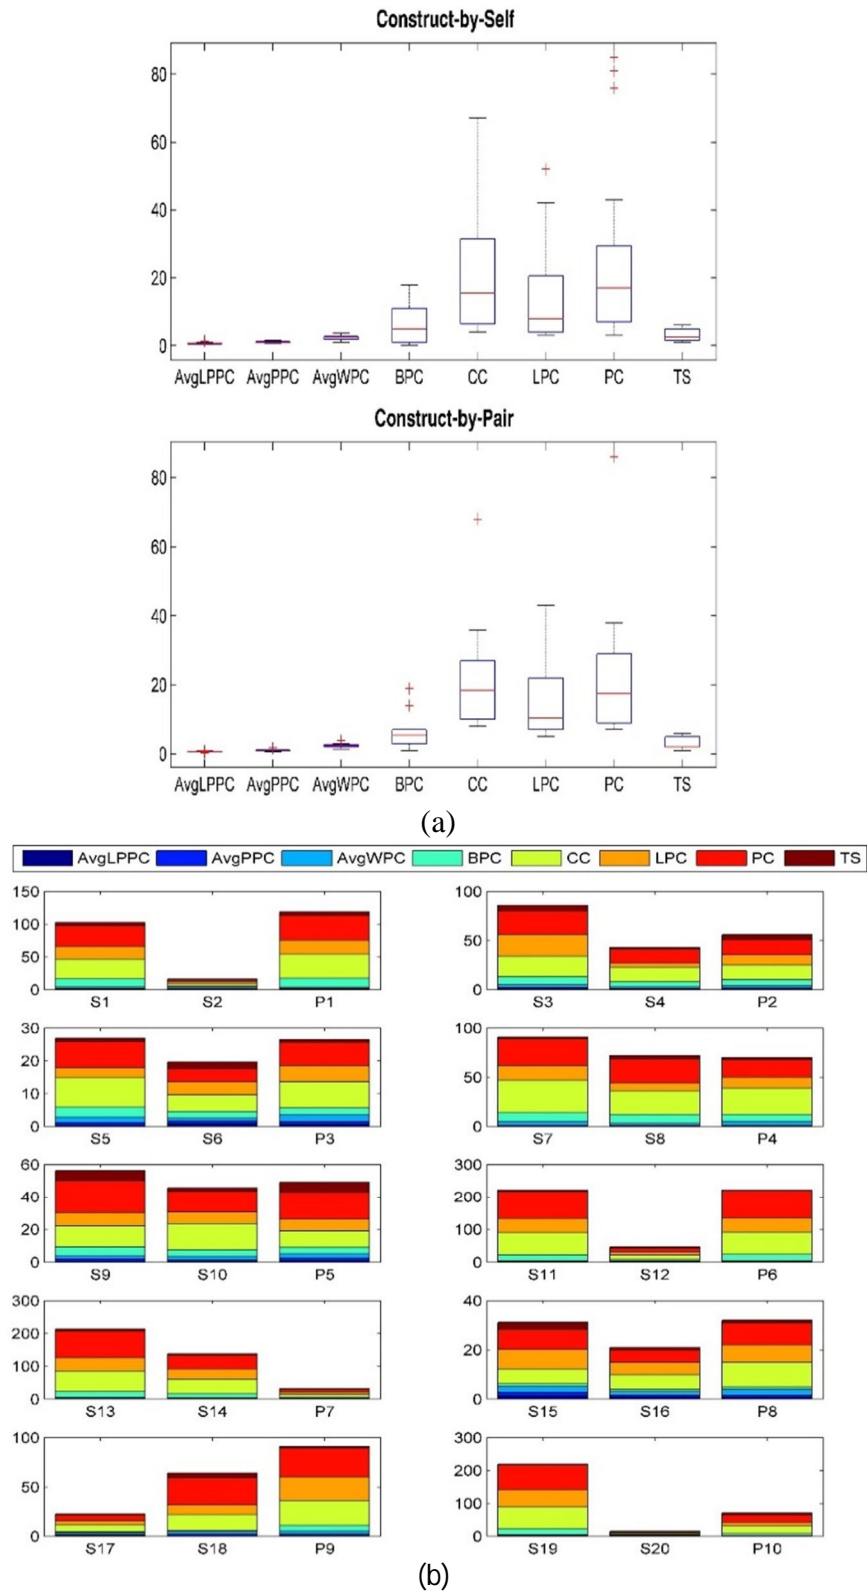 Construct-by-Self
80
60
40
20
0
AvgLPPC AvgPPC AvgWPC BPC CC LPC PC TS
Construct-by-Pair
80
60
40
20
0
AvgLPPC AvgPPC AvgWPC BPC CC LPC PC TS
(a)
AvgLPPC AvgPPC AvgWPC BPC CC LPC PC TS
150
100
50
0
S1 S2 P1
100
50
0
S3 S4 P2
30
20
10
0
S5 S6 P3
100
50
0
S7 S8 P4
60
40
20
0
S9 S10 P5
300
200
100
0
S11 S12 P6
300
200
100
0
S13 S14 P7
40
20
0
S15 S16 P8
100
50
0
S17 S18 P9
300
200
100
0
S19 S20 P10
(b)